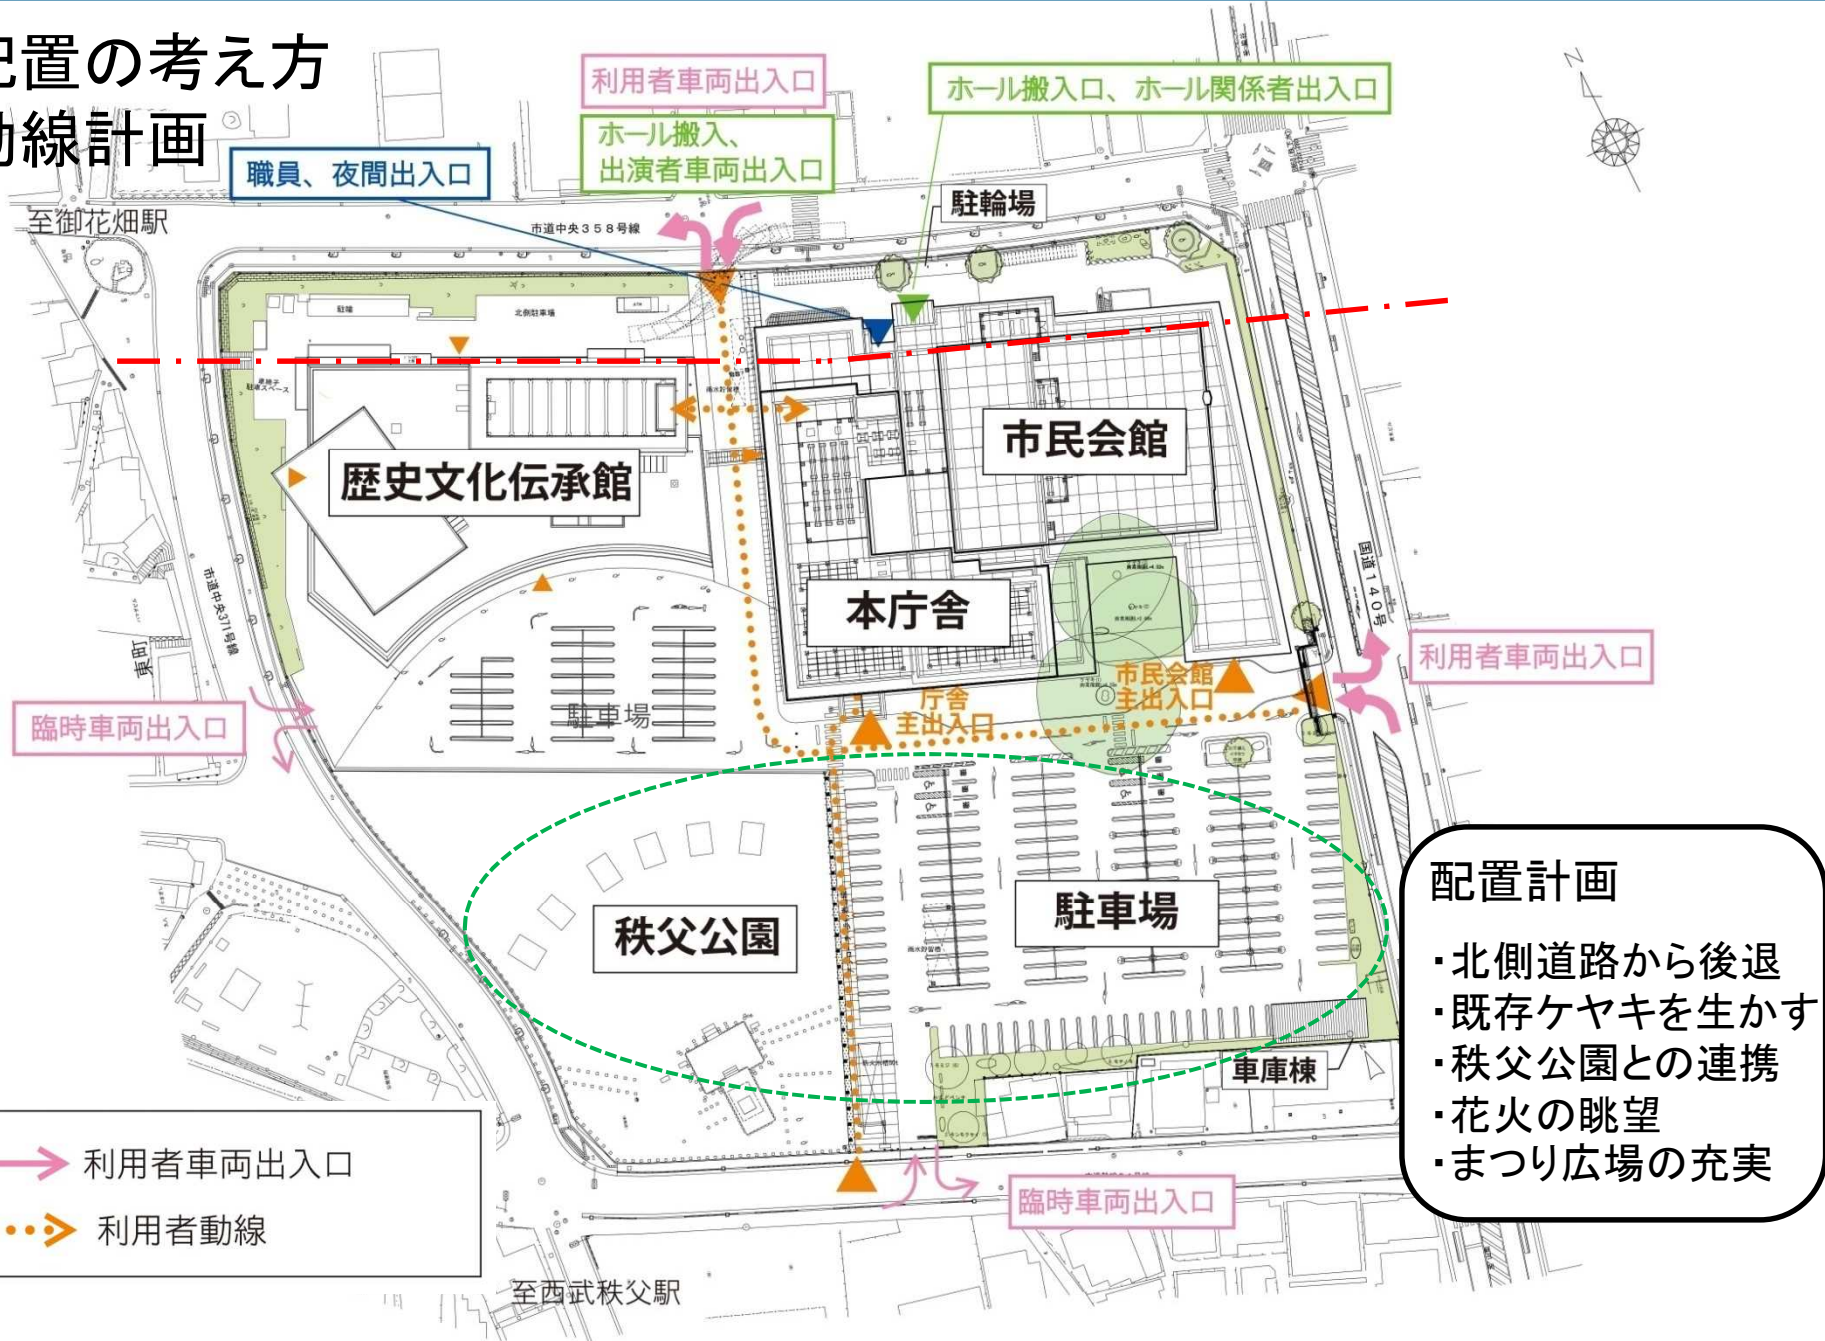 配置の考え方
動線計画
利用者車両出入口
ホール搬入、
出演者車両出入口
ホール搬入口、ホール関係者出入口
職員、夜間出入口
駐輪場
至御花畑駅
市道中央358号線
駐輪
北側駐車場
歴史文化伝承館
市民会館
本庁舎
国道140号
市道中央371号線
東町
利用者車両出入口
市民会館
主出入口
庁舎
主出入口
臨時車両出入口
駐車場
秩父公園
駐車場
車庫棟
配置計画
・北側道路から後退
・既存ケヤキを生かす
・秩父公園との連携
・花火の眺望
・まつり広場の充実
利用者車両出入口
利用者動線
臨時車両出入口
至西武秩父駅
N